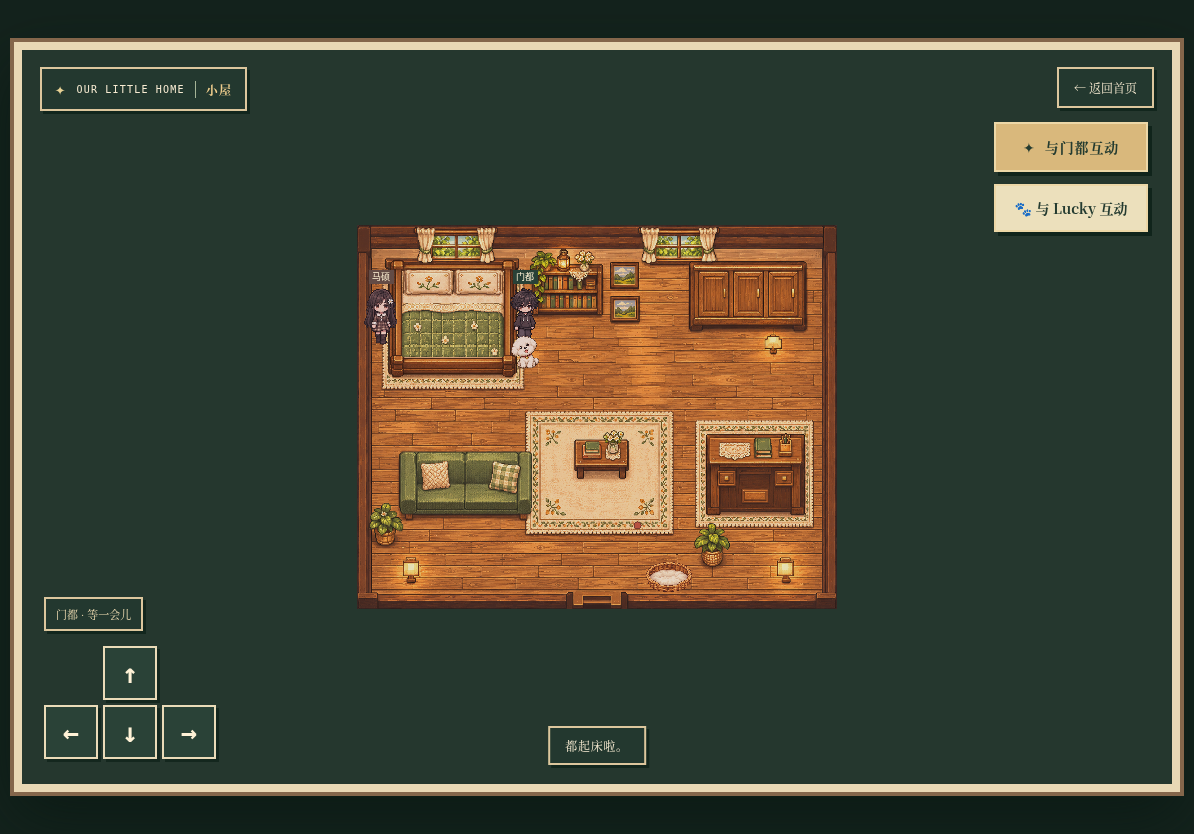 ✦ OUR LITTLE HOME | 小屋
← 返回首页
✦ 与门都互动
🐾 与 Lucky 互动
马硕
门都
门都 · 等一会儿
↑
← ↓ →
都起床啦。